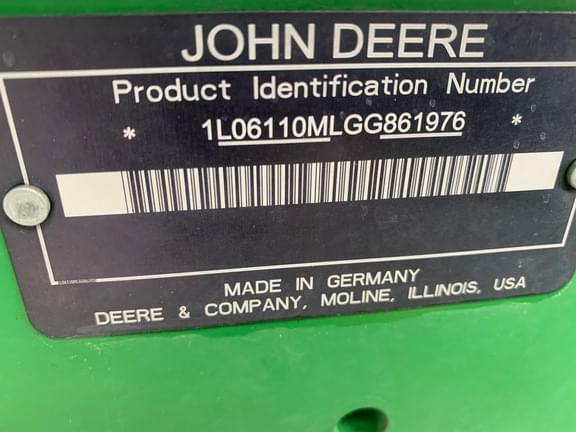 JOHN DEERE
Product Identification Number
* 1L06110MLGG861976 *
MADE IN GERMANY
DEERE & COMPANY, MOLINE, ILLINOIS, USA